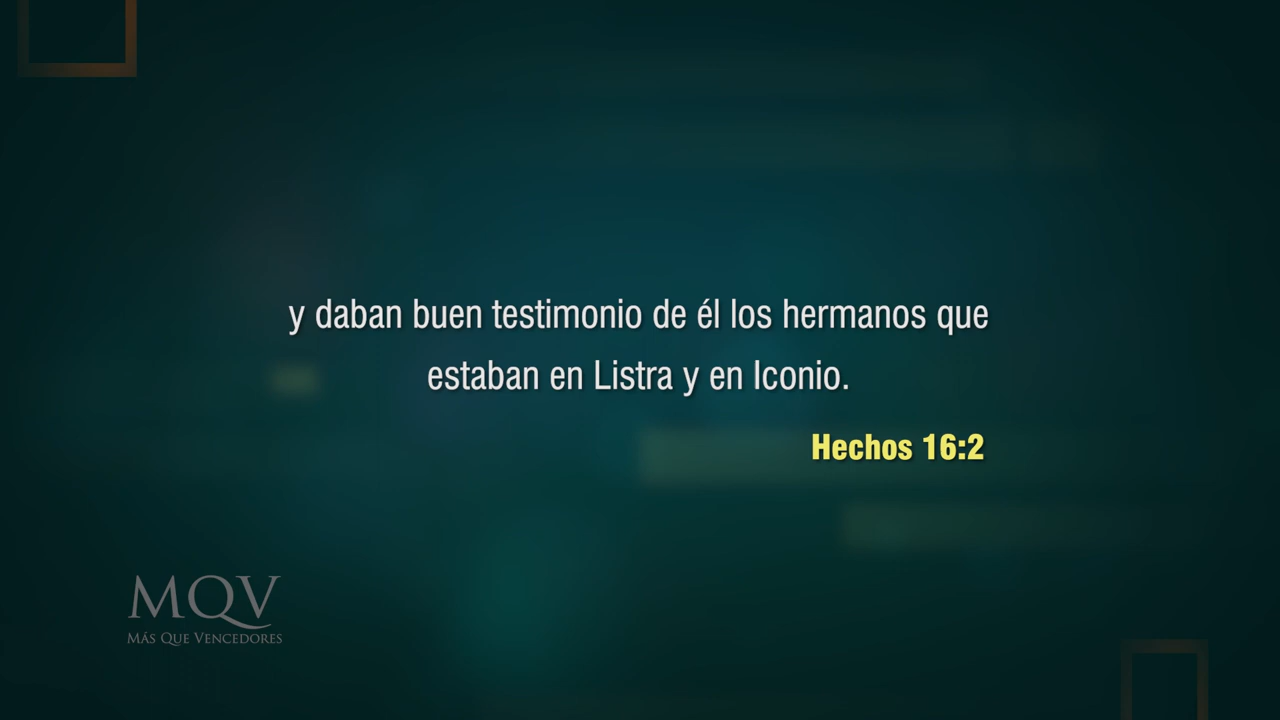 y daban buen testimonio de él los hermanos que
estaban en Listra y en Iconio.
Hechos 16:2
MQV
MÁS QUE VENCEDORES